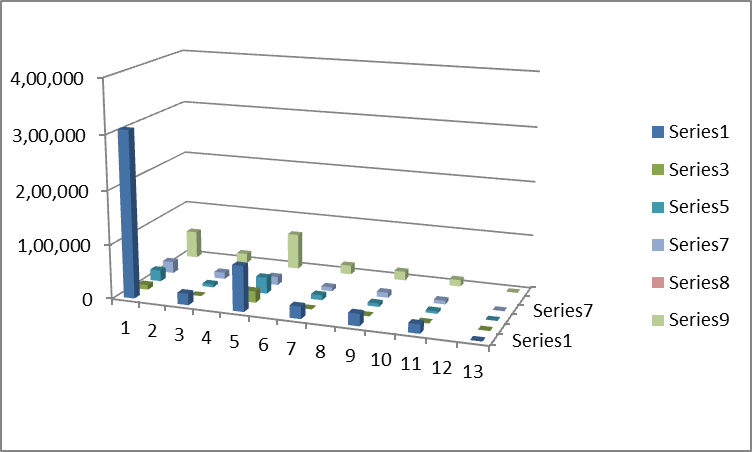 4,00,000
3,00,000
2,00,000
1,00,000
0
1 2 3 4 5 6 7 8 9 10 11 12 13
Series7
Series1
Series1
Series3
Series5
Series7
Series8
Series9